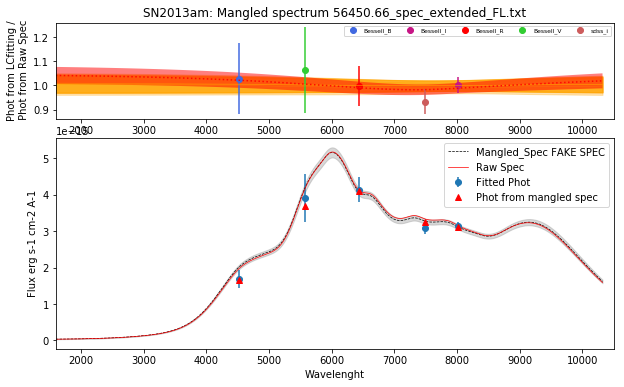 SN2013am: Mangled spectrum 56450.66_spec_extended_FL.txt
Phot from LCfitting /
Phot from Raw Spec
1.2
1.1
1.0
0.9
Bessell_B
Bessell_I
Bessell_R
Bessell_V
sdss_i
2000 3000 4000 5000 6000 7000 8000 9000 10000
Flux erg s-1 cm-2 A-1
5
4
3
2
1
0
Mangled_Spec FAKE SPEC
Raw Spec
Fitted Phot
Phot from mangled spec
2000 3000 4000 5000 6000 7000 8000 9000 10000
Wavelenght